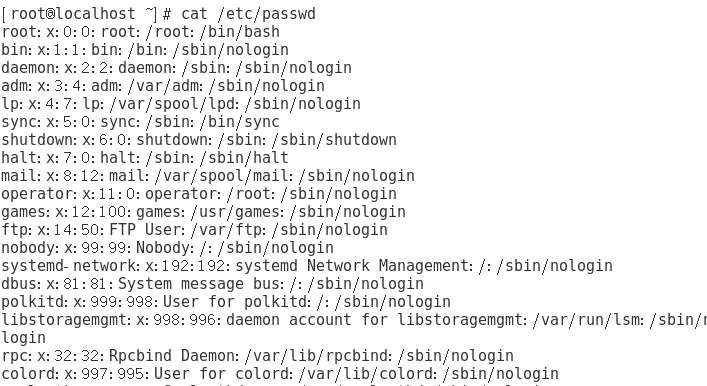 [root@localhost ~]# cat /etc/passwd
root:x:0:0:root:/root:/bin/bash
bin:x:1:1:bin:/bin:/sbin/nologin
daemon:x:2:2:daemon:/sbin:/sbin/nologin
adm:x:3:4:adm:/var/adm:/sbin/nologin
lp:x:4:7:lp:/var/spool/lpd:/sbin/nologin
sync:x:5:0:sync:/sbin:/bin/sync
shutdown:x:6:0:shutdown:/sbin:/sbin/shutdown
halt:x:7:0:halt:/sbin:/sbin/halt
mail:x:8:12:mail:/var/spool/mail:/sbin/nologin
operator:x:11:0:operator:/root:/sbin/nologin
games:x:12:100:games:/usr/games:/sbin/nologin
ftp:x:14:50:FTP User:/var/ftp:/sbin/nologin
nobody:x:99:99:Nobody:/:/sbin/nologin
systemd-network:x:192:192:systemd Network Management:/:/sbin/nologin
dbus:x:81:81:System message bus:/:/sbin/nologin
polkitd:x:999:998:User for polkitd:/:/sbin/nologin
libstoragemgmt:x:998:996:daemon account for libstoragemgmt:/var/run/lsm:/sbin/n
login
rpc:x:32:32:Rpcbind Daemon:/var/lib/rpcbind:/sbin/nologin
colord:x:997:995:User for colord:/var/lib/colord:/sbin/nologin